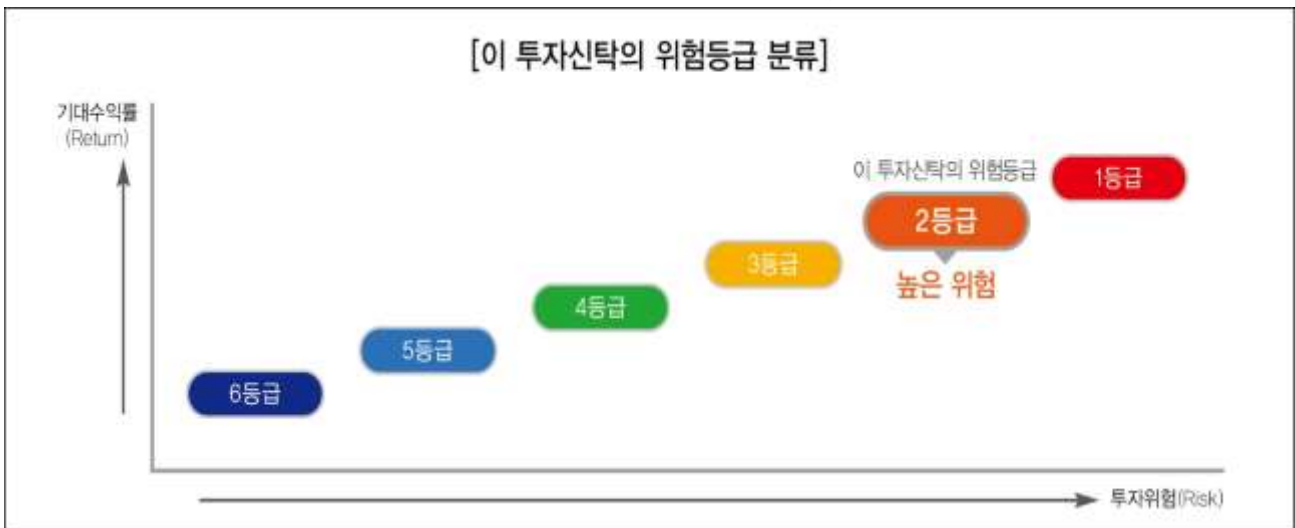 [이 투자신탁의 위험등급 분류]
기대수익률
(Return)
이 투자신탁의 위험등급
1등급
2등급
높은 위험
3등급
4등급
5등급
6등급
투자위험(Risk)